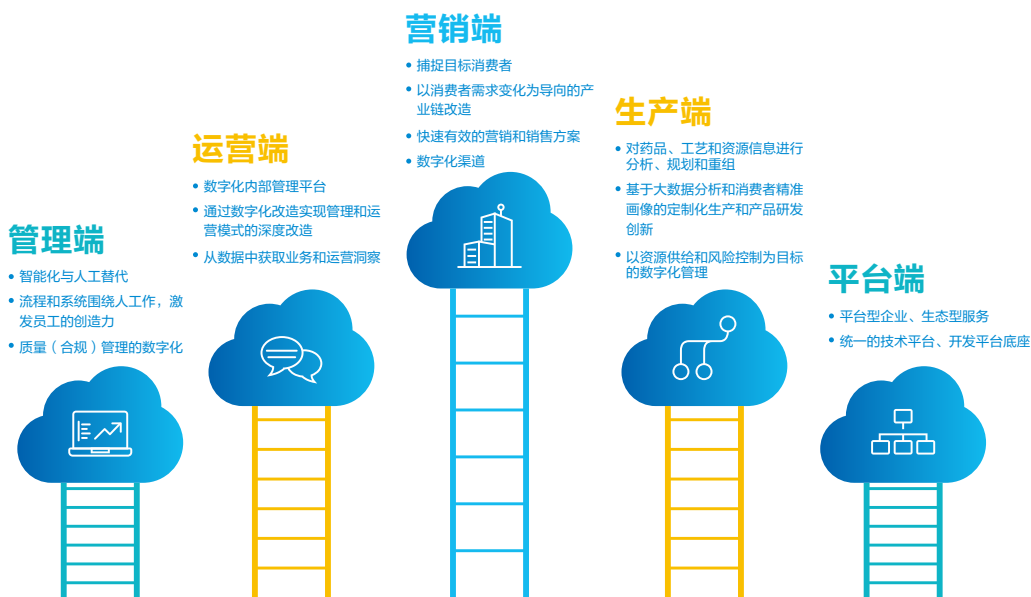 营销端
• 捕捉目标消费者
• 以消费者需求变化为导向的产
业链改造
• 快速有效的营销和销售方案
• 数字化渠道
生产端
• 对药品、工艺和资源信息进行
分析、规划和重组
• 基于大数据分析和消费者精准
画像的定制化生产和产品研发
创新
• 以资源供给和风险控制为目标
的数字化管理
运营端
• 数字化内部管理平台
• 通过数字化改造实现管理和运
营模式的深度改造
• 从数据中获取业务和运营洞察
管理端
• 智能化与人工替代
• 流程和系统围绕人工作，激
发员工的创造力
• 质量（合规）管理的数字化
平台端
• 平台型企业、生态型服务
• 统一的技术平台、开发平台底座